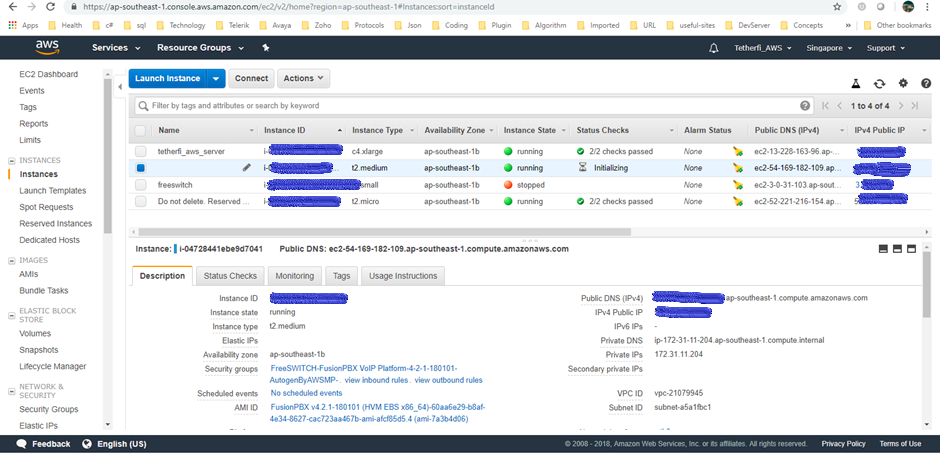 https://ap-southeast-1.console.aws.amazon.com/ec2/v2/home?region=ap-southeast-1#Instances:sort=instanceId
Apps Health c# sql Technology Telerik Avaya Zoho Protocols Json Coding Plugin Algorithm Imported URL useful-sites DevServer Concepts » Other bookmarks
aws Services Resource Groups Tetherfi_AWS Singapore Support
EC2 Dashboard
Events
Tags
Reports
Limits
INSTANCES
Instances
Launch Templates
Spot Requests
Reserved Instances
Dedicated Hosts
IMAGES
AMIs
Bundle Tasks
ELASTIC BLOCK
STORE
Volumes
Snapshots
Lifecycle Manager
NETWORK &
SECURITY
Security Groups
Elastic IPs
Launch Instance Connect Actions
Filter by tags and attributes or search by keyword 1 to 4 of 4
Name Instance ID Instance Type Availability Zone Instance State Status Checks Alarm Status Public DNS (IPv4) IPv4 Public IP
tetherfi_aws_server i- c4.xlarge ap-southeast-1b running 2/2 checks passed None ec2-13-228-163-96.ap-...
t2.medium ap-southeast-1b running Initializing None ec2-54-169-182-109.a...
freeswitch small ap-southeast-1b stopped None ec2-3-0-31-103.ap-sout...
Do not delete. Reserved ... t2.micro ap-southeast-1b running 2/2 checks passed None ec2-52-221-216-154.ap...
Instance: i-04728441ebe9d7041 Public DNS: ec2-54-169-182-109.ap-southeast-1.compute.amazonaws.com
Description Status Checks Monitoring Tags Usage Instructions
Instance ID
Instance state running
Instance type t2.medium
Elastic IPs
Availability zone ap-southeast-1b
Security groups FreeSWITCH-FusionPBX VoIP Platform-4-2-1-180101-
AutogenByAWSMP-. view inbound rules. view outbound rules
Scheduled events No scheduled events
AMI ID FusionPBX v4.2.1-180101 (HVM EBS x86_64)-60aa6e29-b8af-
4e34-8627-cac723aa467b-ami-afcf85d5.4 (ami-7a3b4d06)
Public DNS (IPv4) .ap-southeast-1.compute.amazonaws.com
IPv4 Public IP
IPv6 IPs -
Private DNS ip-172-31-11-204.ap-southeast-1.compute.internal
Private IPs 172.31.11.204
Secondary private IPs
VPC ID vpc-21079945
Subnet ID subnet-a5a1fbc1
Feedback English (US) © 2008 - 2018, Amazon Web Services, Inc. or its affiliates. All rights reserved. Privacy Policy Terms of Use